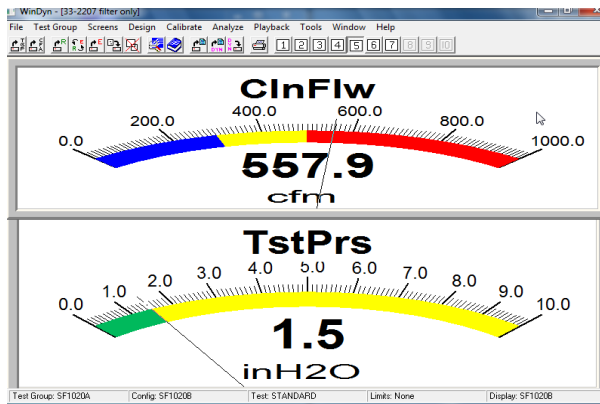 WinDyn - [33-2207 filter only]
File Test Group Screens Design Calibrate Analyze Playback Tools Window Help
1 2 3 4 5 6 7 8 9 10
ClnFlw
0.0 200.0 400.0 600.0 800.0 1000.0
557.9
cfm
TstPrs
0.0 1.0 2.0 3.0 4.0 5.0 6.0 7.0 8.0 9.0 10.0
1.5
inH2O
Test Group: SF1020A Config: SF1020B Test: STANDARD Limits: None Display: SF1020B